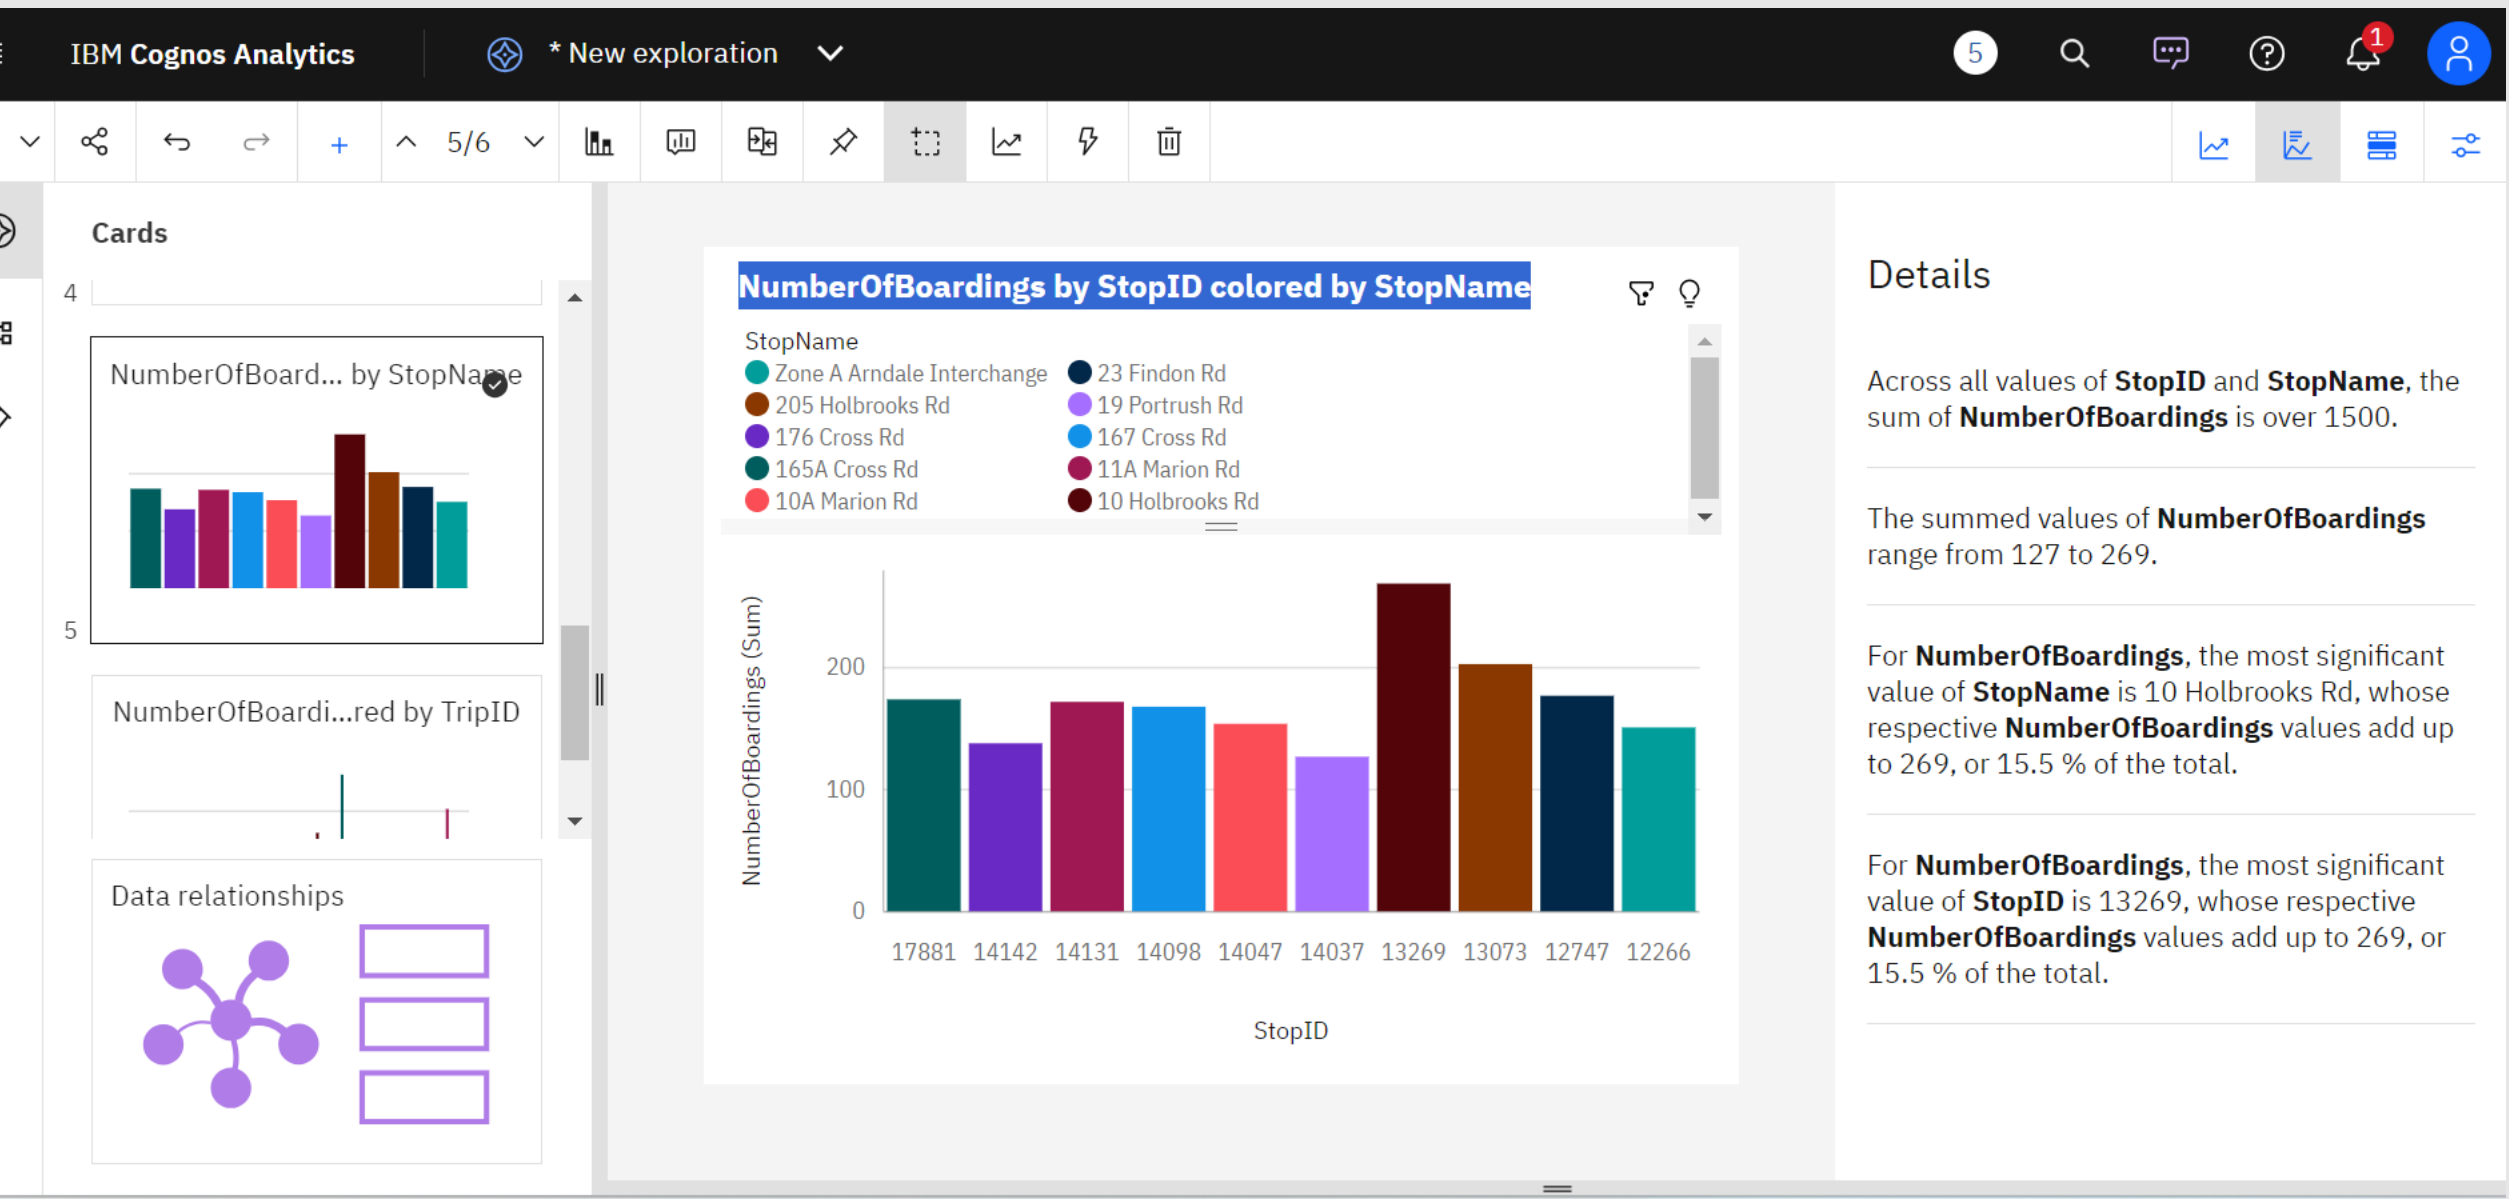 IBM Cognos Analytics
* New exploration
5
1
5/6
Cards
4
NumberOfBoard... by StopName
5
NumberOfBoardi...red by TripID
Data relationships
NumberOfBoardings by StopID colored by StopName
StopName
Zone A Arndale Interchange
23 Findon Rd
205 Holbrooks Rd
19 Portrush Rd
176 Cross Rd
167 Cross Rd
165A Cross Rd
11A Marion Rd
10A Marion Rd
10 Holbrooks Rd
NumberOfBoardings (Sum)
200
100
0
17881 14142 14131 14098 14047 14037 13269 13073 12747 12266
StopID
Details
Across all values of StopID and StopName, the
sum of NumberOfBoardings is over 1500.
The summed values of NumberOfBoardings
range from 127 to 269.
For NumberOfBoardings, the most significant
value of StopName is 10 Holbrooks Rd, whose
respective NumberOfBoardings values add up
to 269, or 15.5 % of the total.
For NumberOfBoardings, the most significant
value of StopID is 13269, whose respective
NumberOfBoardings values add up to 269, or
15.5 % of the total.